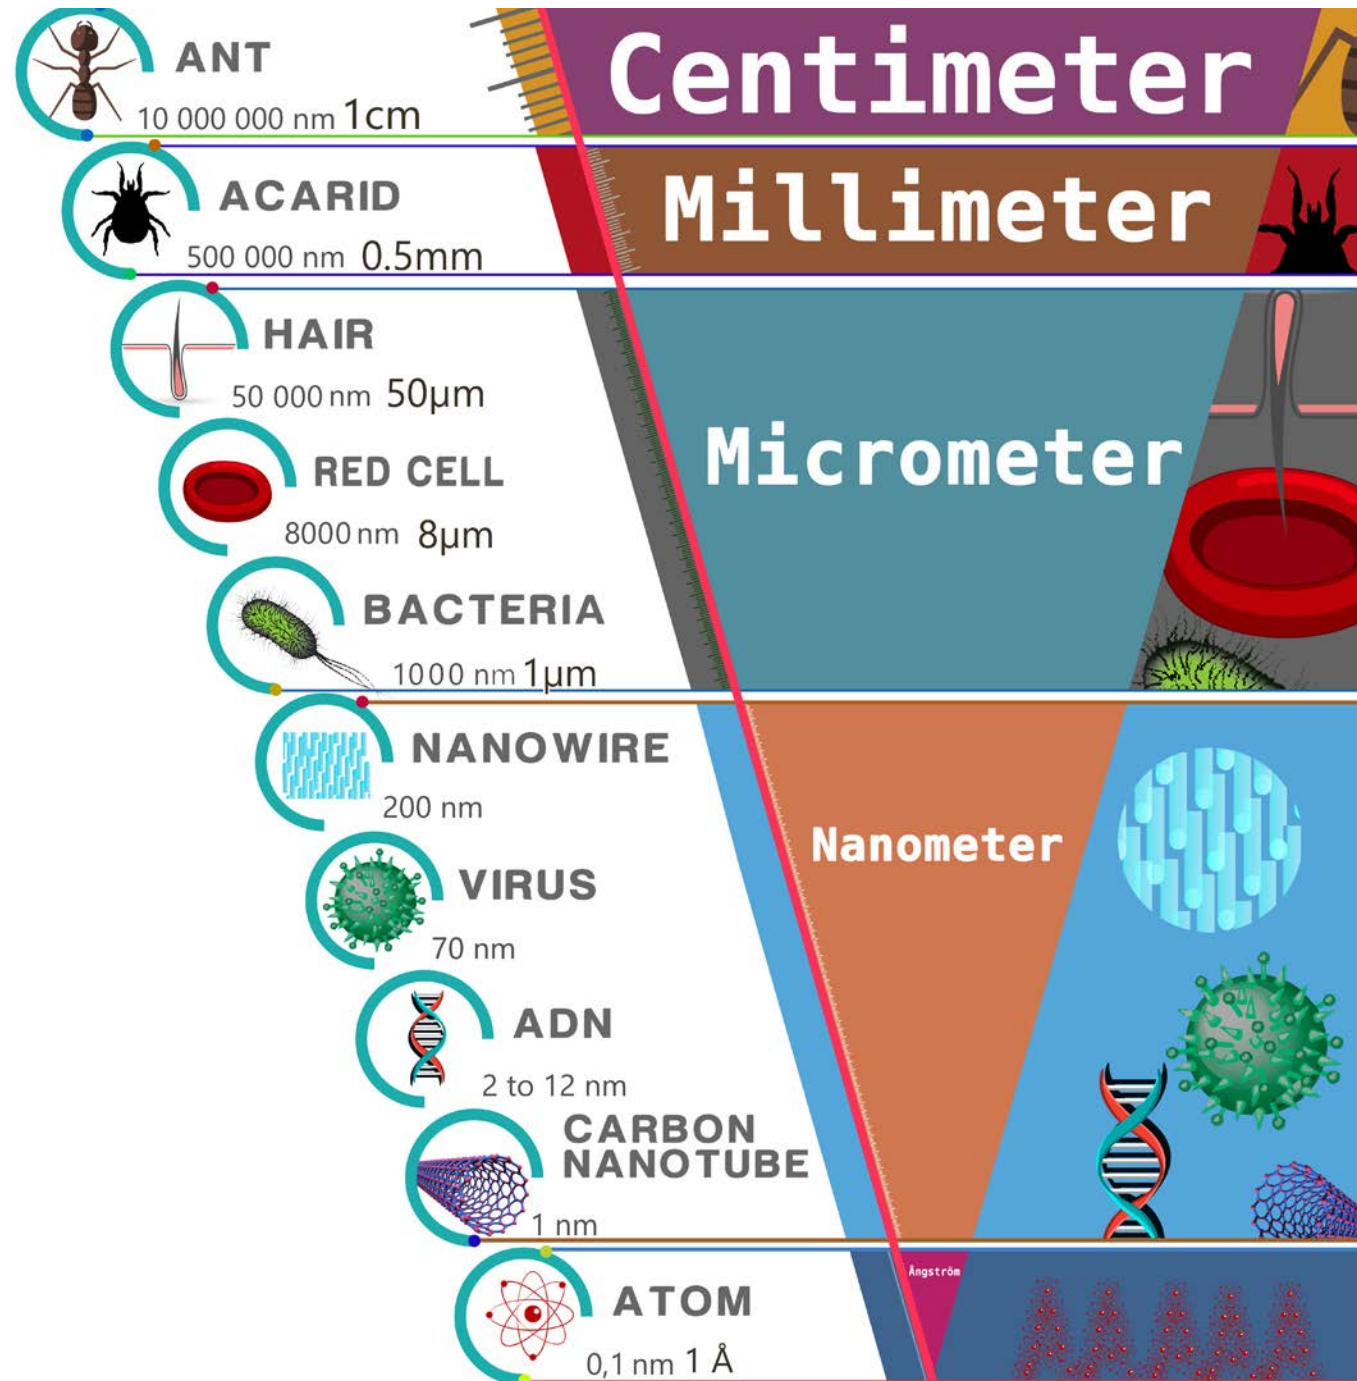 ANT
10 000 000 nm 1cm
Centimeter
ACARID
500 000 nm 0.5mm
Millimeter
HAIR
50 000 nm 50µm
RED CELL
8000 nm 8µm
Micrometer
BACTERIA
1000 nm 1µm
NANOWIRE
200 nm
Nanometer
VIRUS
70 nm
ADN
2 to 12 nm
CARBON
NANOTUBE
1 nm
Ångström
ATOM
0,1 nm 1 Å